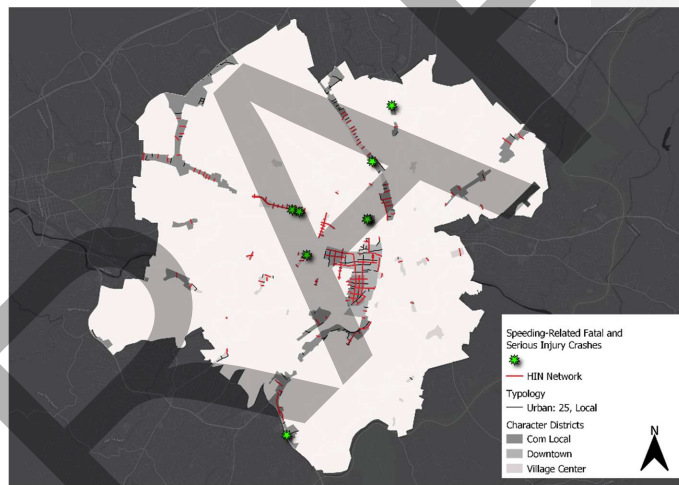 Speeding-Related Fatal and
Serious Injury Crashes
HIN Network
Typology
Urban: 25, Local
Character Districts
Com Local
Downtown
Village Center
N